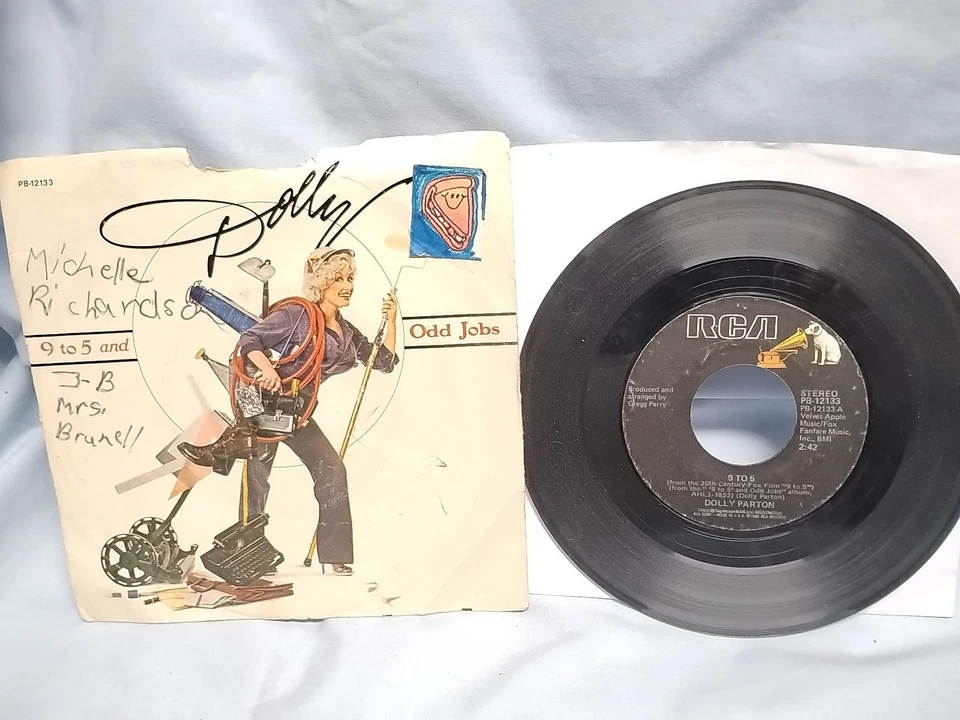 PB-12133
Dolly
Michelle
Richardson
9 to 5 and
Odd Jobs
3-B
Mrs.
Brunell
RCA
Produced and
arranged by
Gregg Perry
STEREO
PB-12133
PB-12133-A
Velvet Apple
Music/Fox
Fanfare Music,
Inc., BMI
2:42
9 TO 5
(from the 20th Century-Fox Film "9 to 5")
(from the "9 to 5 and Odd Jobs" album,
AHL1-3852) (Dolly Parton)
DOLLY PARTON